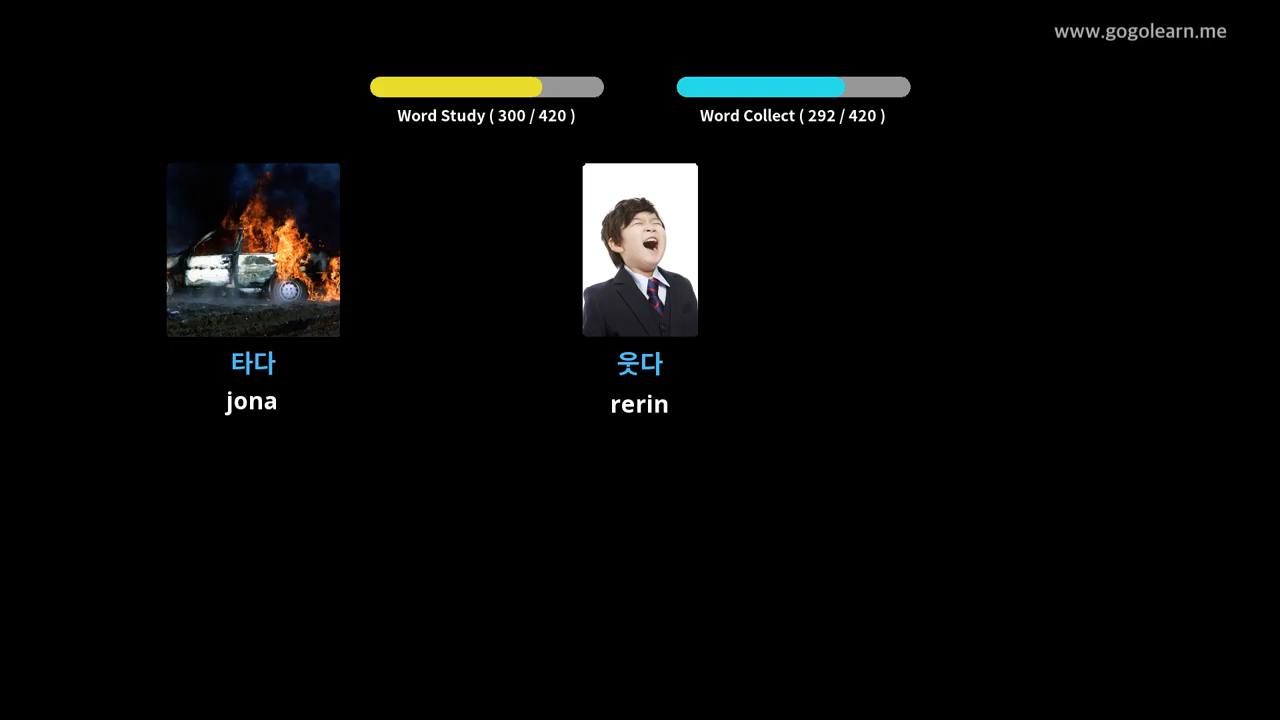 www.gogolearn.me
Word Study ( 300 / 420 )
Word Collect ( 292 / 420 )
타다
jona
웃다
rerin